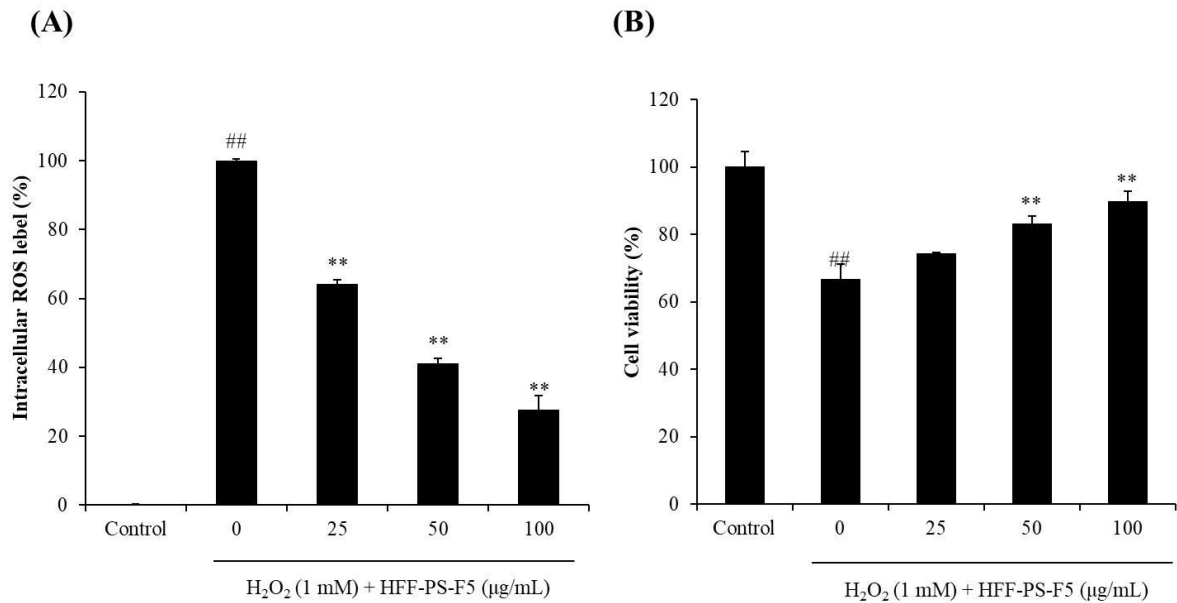 (A)
Intracellular ROS lebel (%)
120
100
80
60
40
20
0
##
**
**
**
Control 0 25 50 100
H₂O₂ (1 mM) + HFF-PS-F5 (μg/mL)
(B)
Cell viability (%)
120
100
80
60
40
20
0
##
**
**
Control 0 25 50 100
H₂O₂ (1 mM) + HFF-PS-F5 (μg/mL)